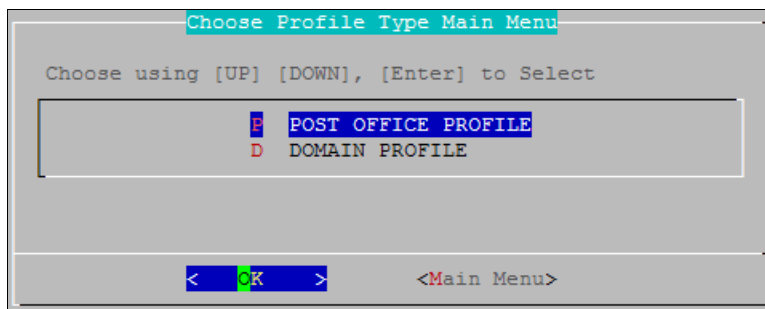 Choose Profile Type Main Menu
Choose using [UP] [DOWN], [Enter] to Select
P POST OFFICE PROFILE
D DOMAIN PROFILE
< OK > <Main Menu>